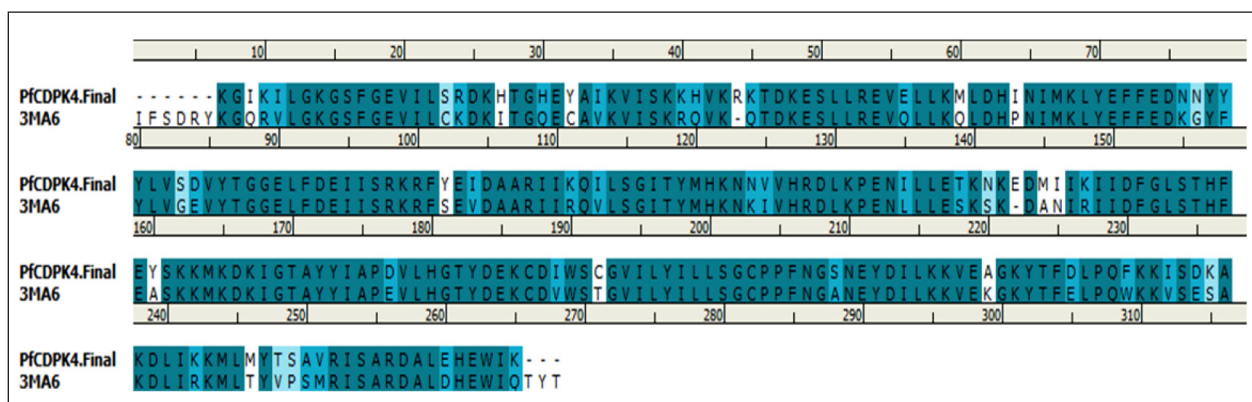 10 20 30 40 50 60 70
PfCDPK4.Final ------KGIKILGKGSFGEVILSRDKHTGHEYAIKVISKKHVKRKTDKESLLREVELLKMLDHINIMKLYEFFEDNNYY
3MA6 IFSDRYKGQRVLGKGSFGEVILCKDKITGQECAVKVISKRQVK-QTDKESLLREVQLLKQLDHPNIMKLYEFFEDKGYF
80 90 100 110 120 130 140 150
PfCDPK4.Final YLVSDVYTGGELFDEIISRKRFYEIDAARIIKQILSGITYMHKNNVVHRDLKPENILLETKNKEDMIIKIIDFGLSTHF
3MA6 YLVGEVYTGGELFDEIISRKRFSEVDAARIIRQVLSGITYMHKNKIVHRDLKPENLLLESKSK-DANIRIIDFGLSTHF
160 170 180 190 200 210 220 230
PfCDPK4.Final EYSKKMKDKIGTAYYIAPDVLHGTYDEKCDIWSCGVILYILLSGCPPFNGSNEYDILKKVEAGKYTFDLPQFKKISDKA
3MA6 EASKKMKDKIGTAYYIAPEVLHGTYDEKCDVWSTGVILYILLSGCPPFNGANEYDILKKVEKGKYTFELPQWKKVSESA
240 250 260 270 280 290 300 310
PfCDPK4.Final KDLIKKMLMYTSAVRISARDALEHEWIK---
3MA6 KDLIRKMLTYVPSMRISARDALDHEWIQTYT